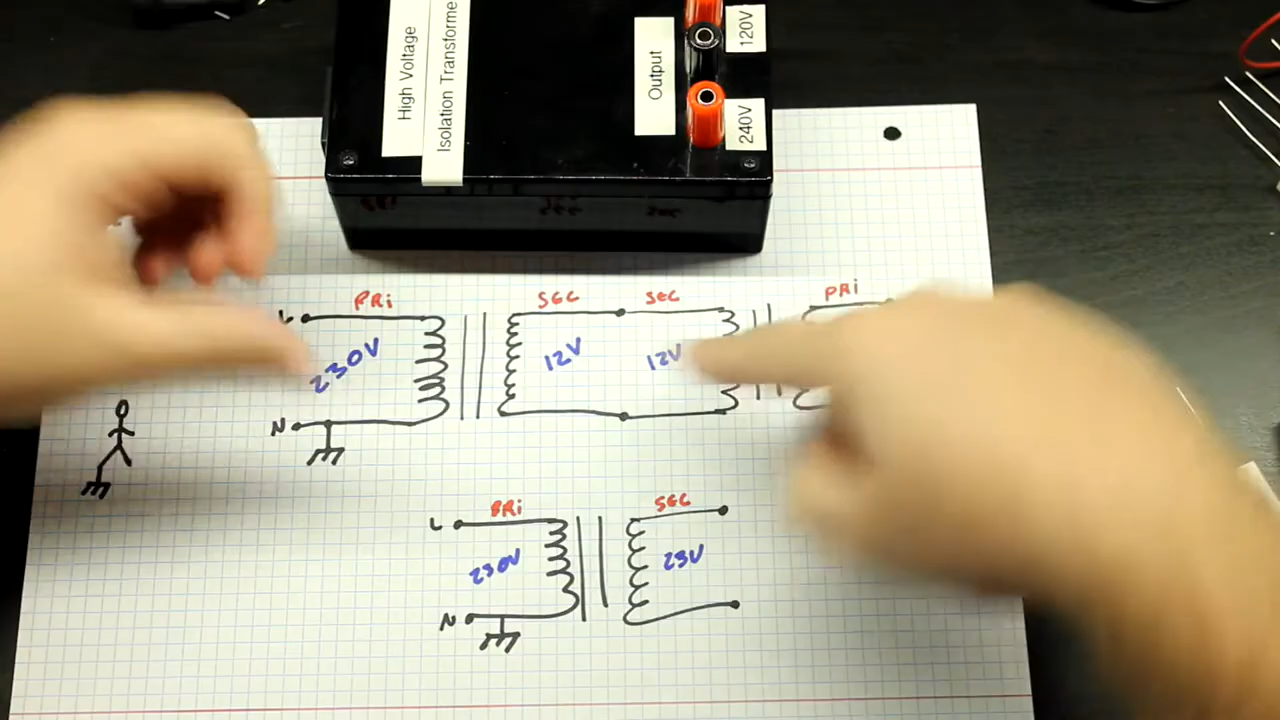 High Voltage
Isolation Transforme
Output
120V
240V
PRi
SEC
SEC
PRi
230V
12V
12V
N
PRi
SEC
L
230V
23V
N